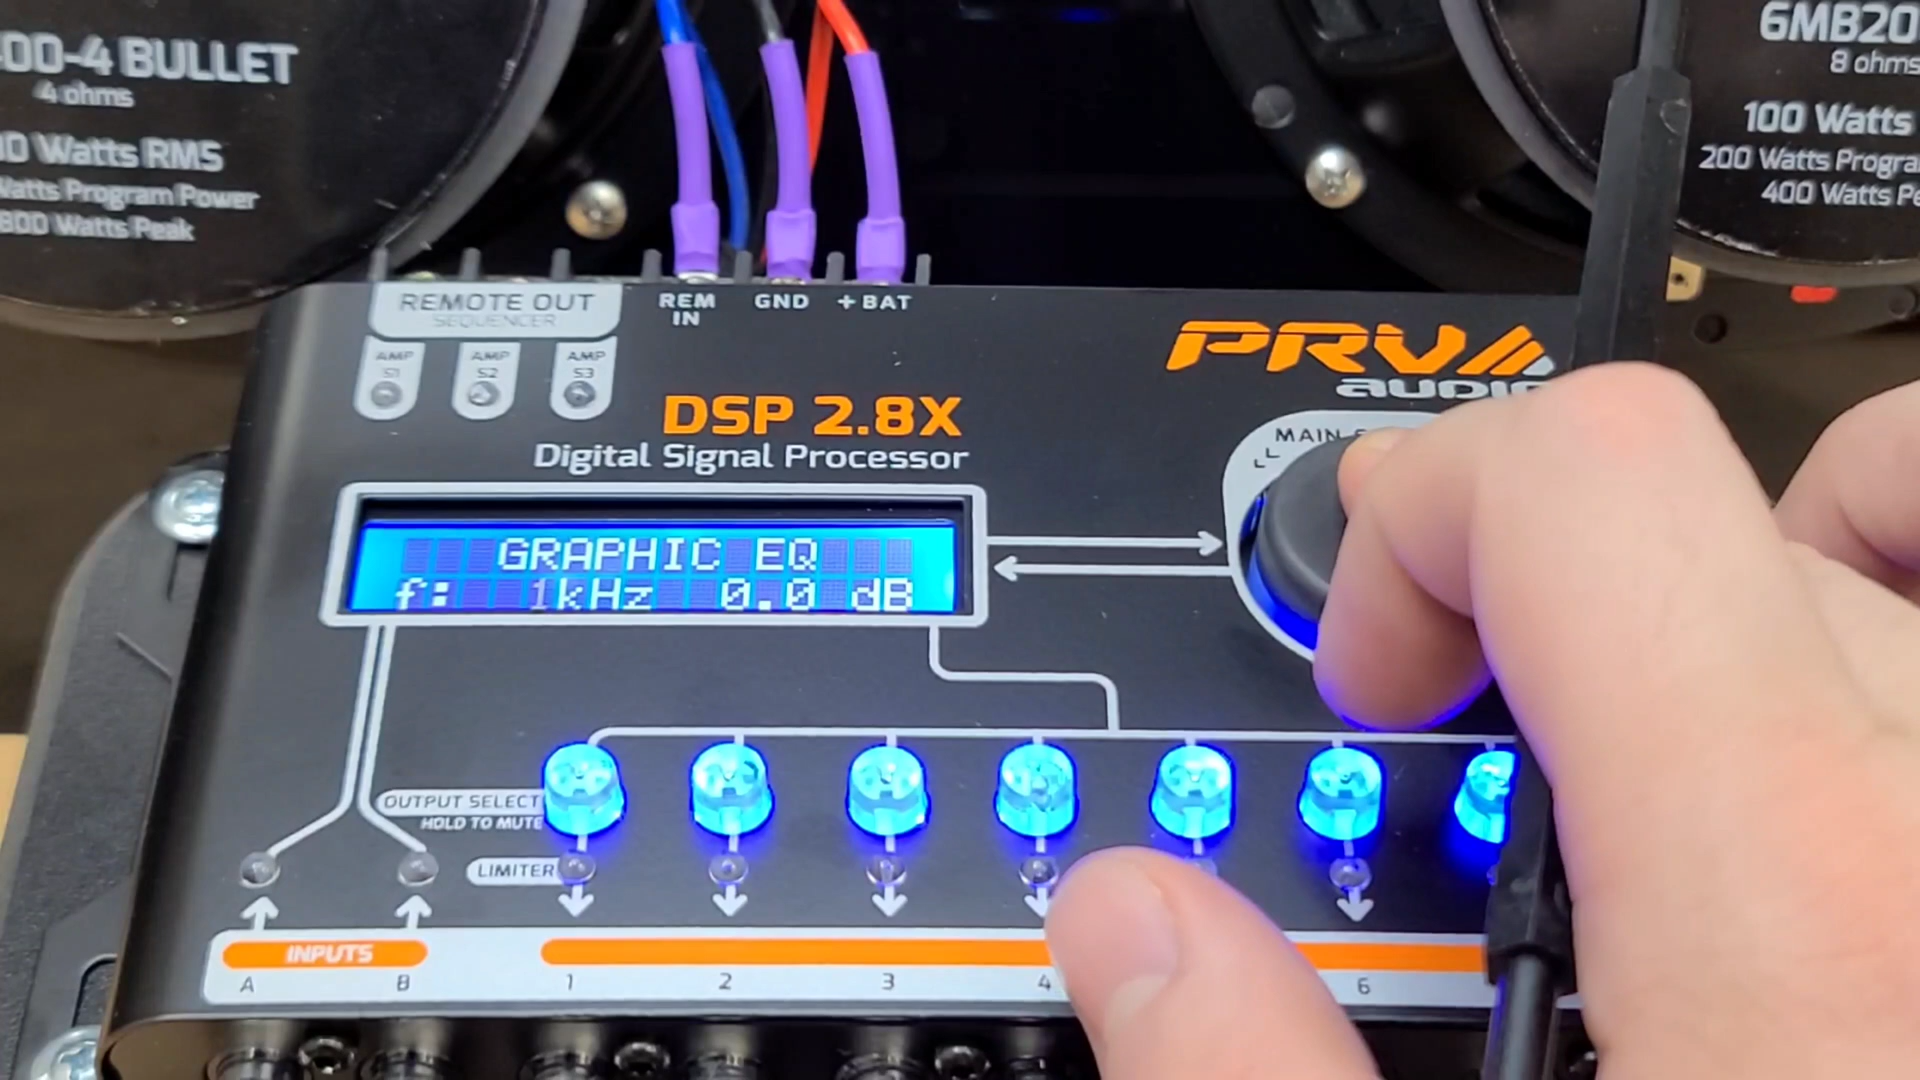 00-4 BULLET
4 ohms
Watts RMS
Watts Program Power
800 Watts Peak
6MB20
8 ohms
100 Watts
200 Watts Progra
400 Watts Pe
REMOTE OUT
SEQUENCER
AMP S1
AMP S2
AMP S3
REM IN
GND
+ BAT
PRV
audio
DSP 2.8X
Digital Signal Processor
MAIN
GRAPHIC EQ
f: 1kHz 0.0 dB
OUTPUT SELECT
HOLD TO MUTE
LIMITER
INPUTS
A B 1 2 3 4 6